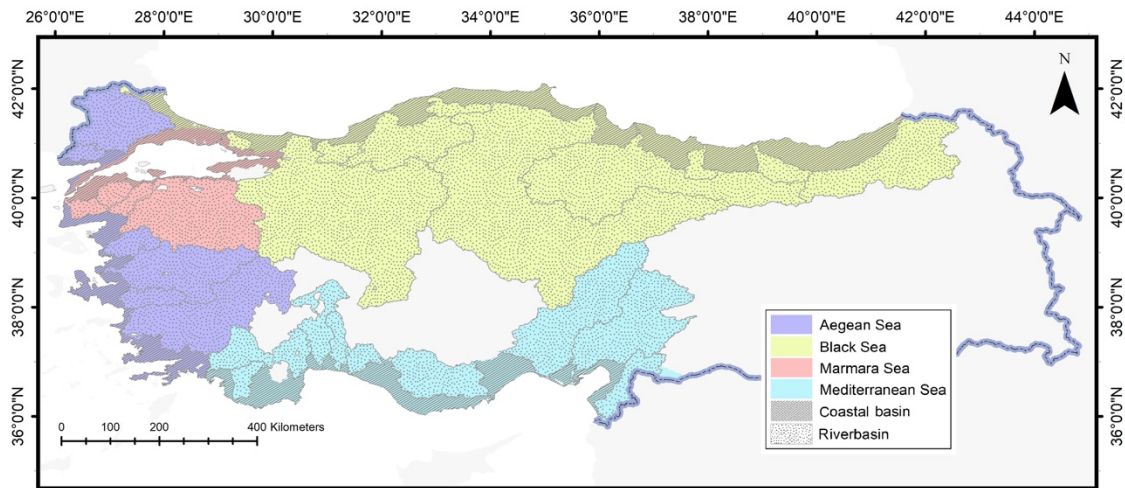 26°0'0"E 28°0'0"E 30°0'0"E 32°0'0"E 34°0'0"E 36°0'0"E 38°0'0"E 40°0'0"E 42°0'0"E 44°0'0"E
42°0'0"N
40°0'0"N
38°0'0"N
36°0'0"N
N
42°0'0"N
40°0'0"N
38°0'0"N
36°0'0"N
Aegean Sea
Black Sea
Marmara Sea
Mediterranean Sea
Coastal basin
Riverbasin
0 100 200 400 Kilometers